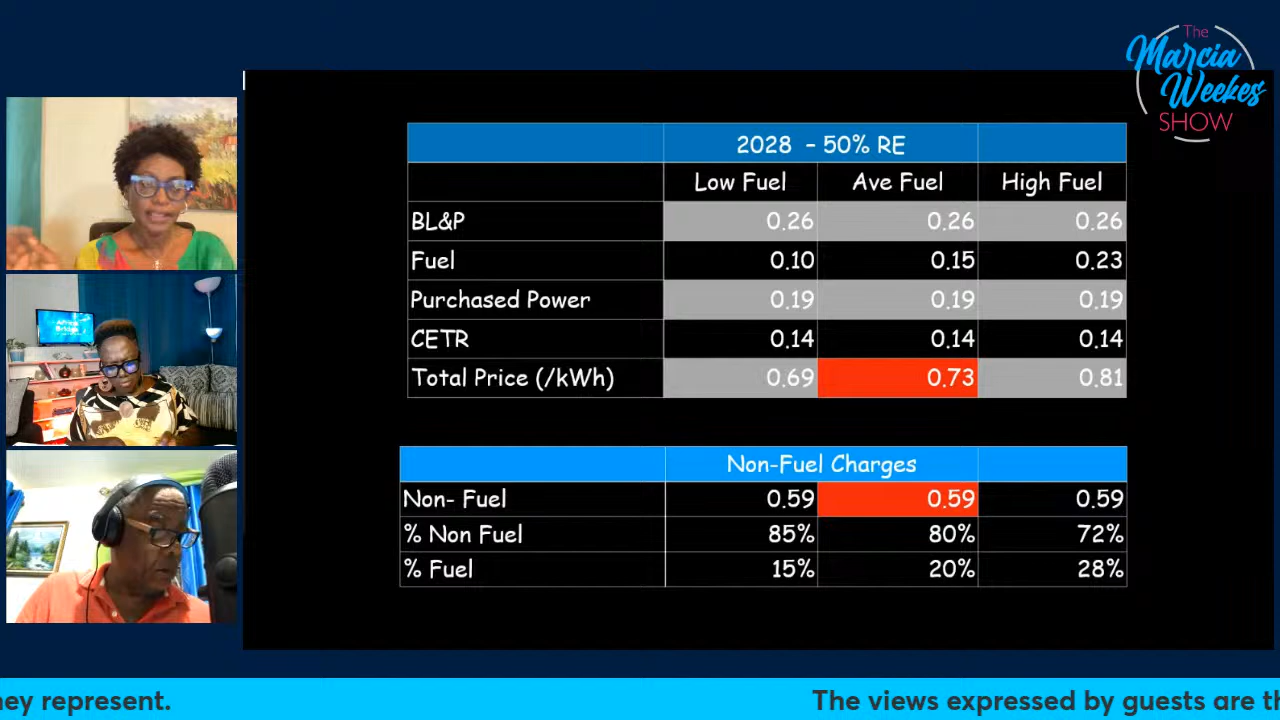 The
Marcia
Weekes
SHOW
2028 - 50% RE
Low Fuel Ave Fuel High Fuel
BL&P 0.26 0.26 0.26
Fuel 0.10 0.15 0.23
Purchased Power 0.19 0.19 0.19
CETR 0.14 0.14 0.14
Total Price (/kWh) 0.69 0.73 0.81
Non-Fuel Charges
Non- Fuel 0.59 0.59 0.59
% Non Fuel 85% 80% 72%
% Fuel 15% 20% 28%
ney represent. The views expressed by guests are th